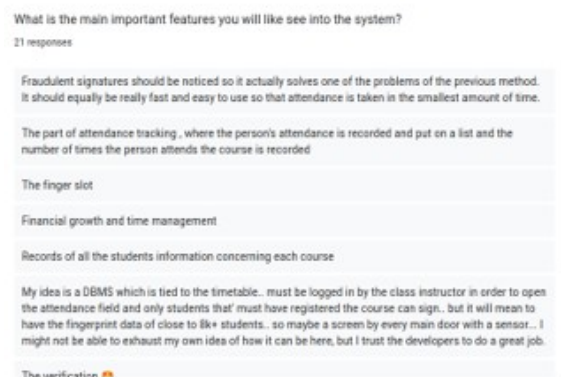 What is the main important features you will like see into the system?
21 responses
Fraudulent signatures should be noticed so it actually solves one of the problems of the previous method.
It should equally be really fast and easy to use so that attendance is taken in the smallest amount of time.
The part of attendance tracking , where the person's attendance is recorded and put on a list and the
number of times the person attends the course is recorded
The finger slot
Financial growth and time management
Records of all the students information concerning each course
My idea is a DBMS which is tied to the timetable.. must be logged in by the class instructor in order to open
the attendance field and only students that' must have registered the course can sign.. but it will mean to
have the fingerprint data of close to 8k+ students.. so maybe a screen by every main door with a sensor... I
might not be able to exhaust my own idea of how it can be here, but I trust the developers to do a great job.
The verification